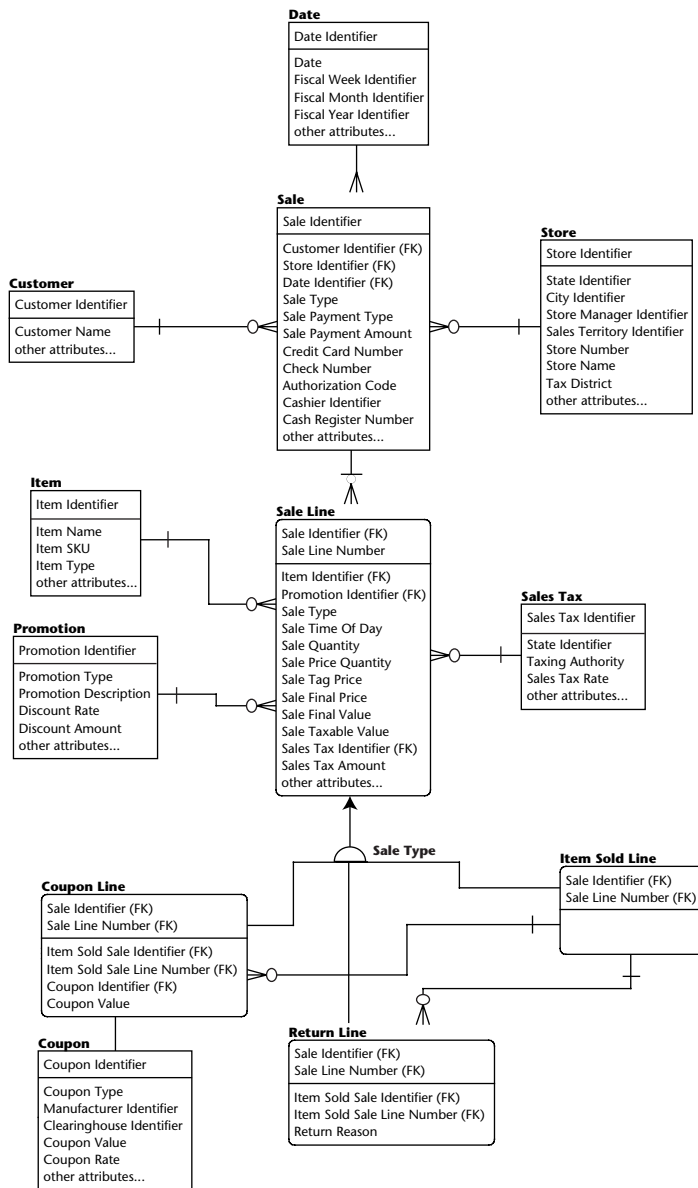 Date
Date Identifier
Date
Fiscal Week Identifier
Fiscal Month Identifier
Fiscal Year Identifier
other attributes...
Sale
Sale Identifier
Customer Identifier (FK)
Store Identifier (FK)
Date Identifier (FK)
Sale Type
Sale Payment Type
Sale Payment Amount
Credit Card Number
Check Number
Authorization Code
Cashier Identifier
Cash Register Number
other attributes...
Store
Store Identifier
State Identifier
City Identifier
Store Manager Identifier
Sales Territory Identifier
Store Number
Store Name
Tax District
other attributes...
Customer
Customer Identifier
Customer Name
other attributes...
Item
Item Identifier
Item Name
Item SKU
Item Type
other attributes...
Sale Line
Sale Identifier (FK)
Sale Line Number
Item Identifier (FK)
Promotion Identifier (FK)
Sale Type
Sale Time Of Day
Sale Quantity
Sale Price Quantity
Sale Tag Price
Sale Final Price
Sale Final Value
Sale Taxable Value
Sales Tax Identifier (FK)
Sales Tax Amount
other attributes...
Sales Tax
Sales Tax Identifier
State Identifier
Taxing Authority
Sales Tax Rate
other attributes...
Promotion
Promotion Identifier
Promotion Type
Promotion Description
Discount Rate
Discount Amount
other attributes...
Sale Type
Item Sold Line
Sale Identifier (FK)
Sale Line Number (FK)
Coupon Line
Sale Identifier (FK)
Sale Line Number (FK)
Item Sold Sale Identifier (FK)
Item Sold Sale Line Number (FK)
Coupon Identifier (FK)
Coupon Value
Return Line
Sale Identifier (FK)
Sale Line Number (FK)
Item Sold Sale Identifier (FK)
Item Sold Sale Line Number (FK)
Return Reason
Coupon
Coupon Identifier
Coupon Type
Manufacturer Identifier
Clearinghouse Identifier
Coupon Value
Coupon Rate
other attributes...